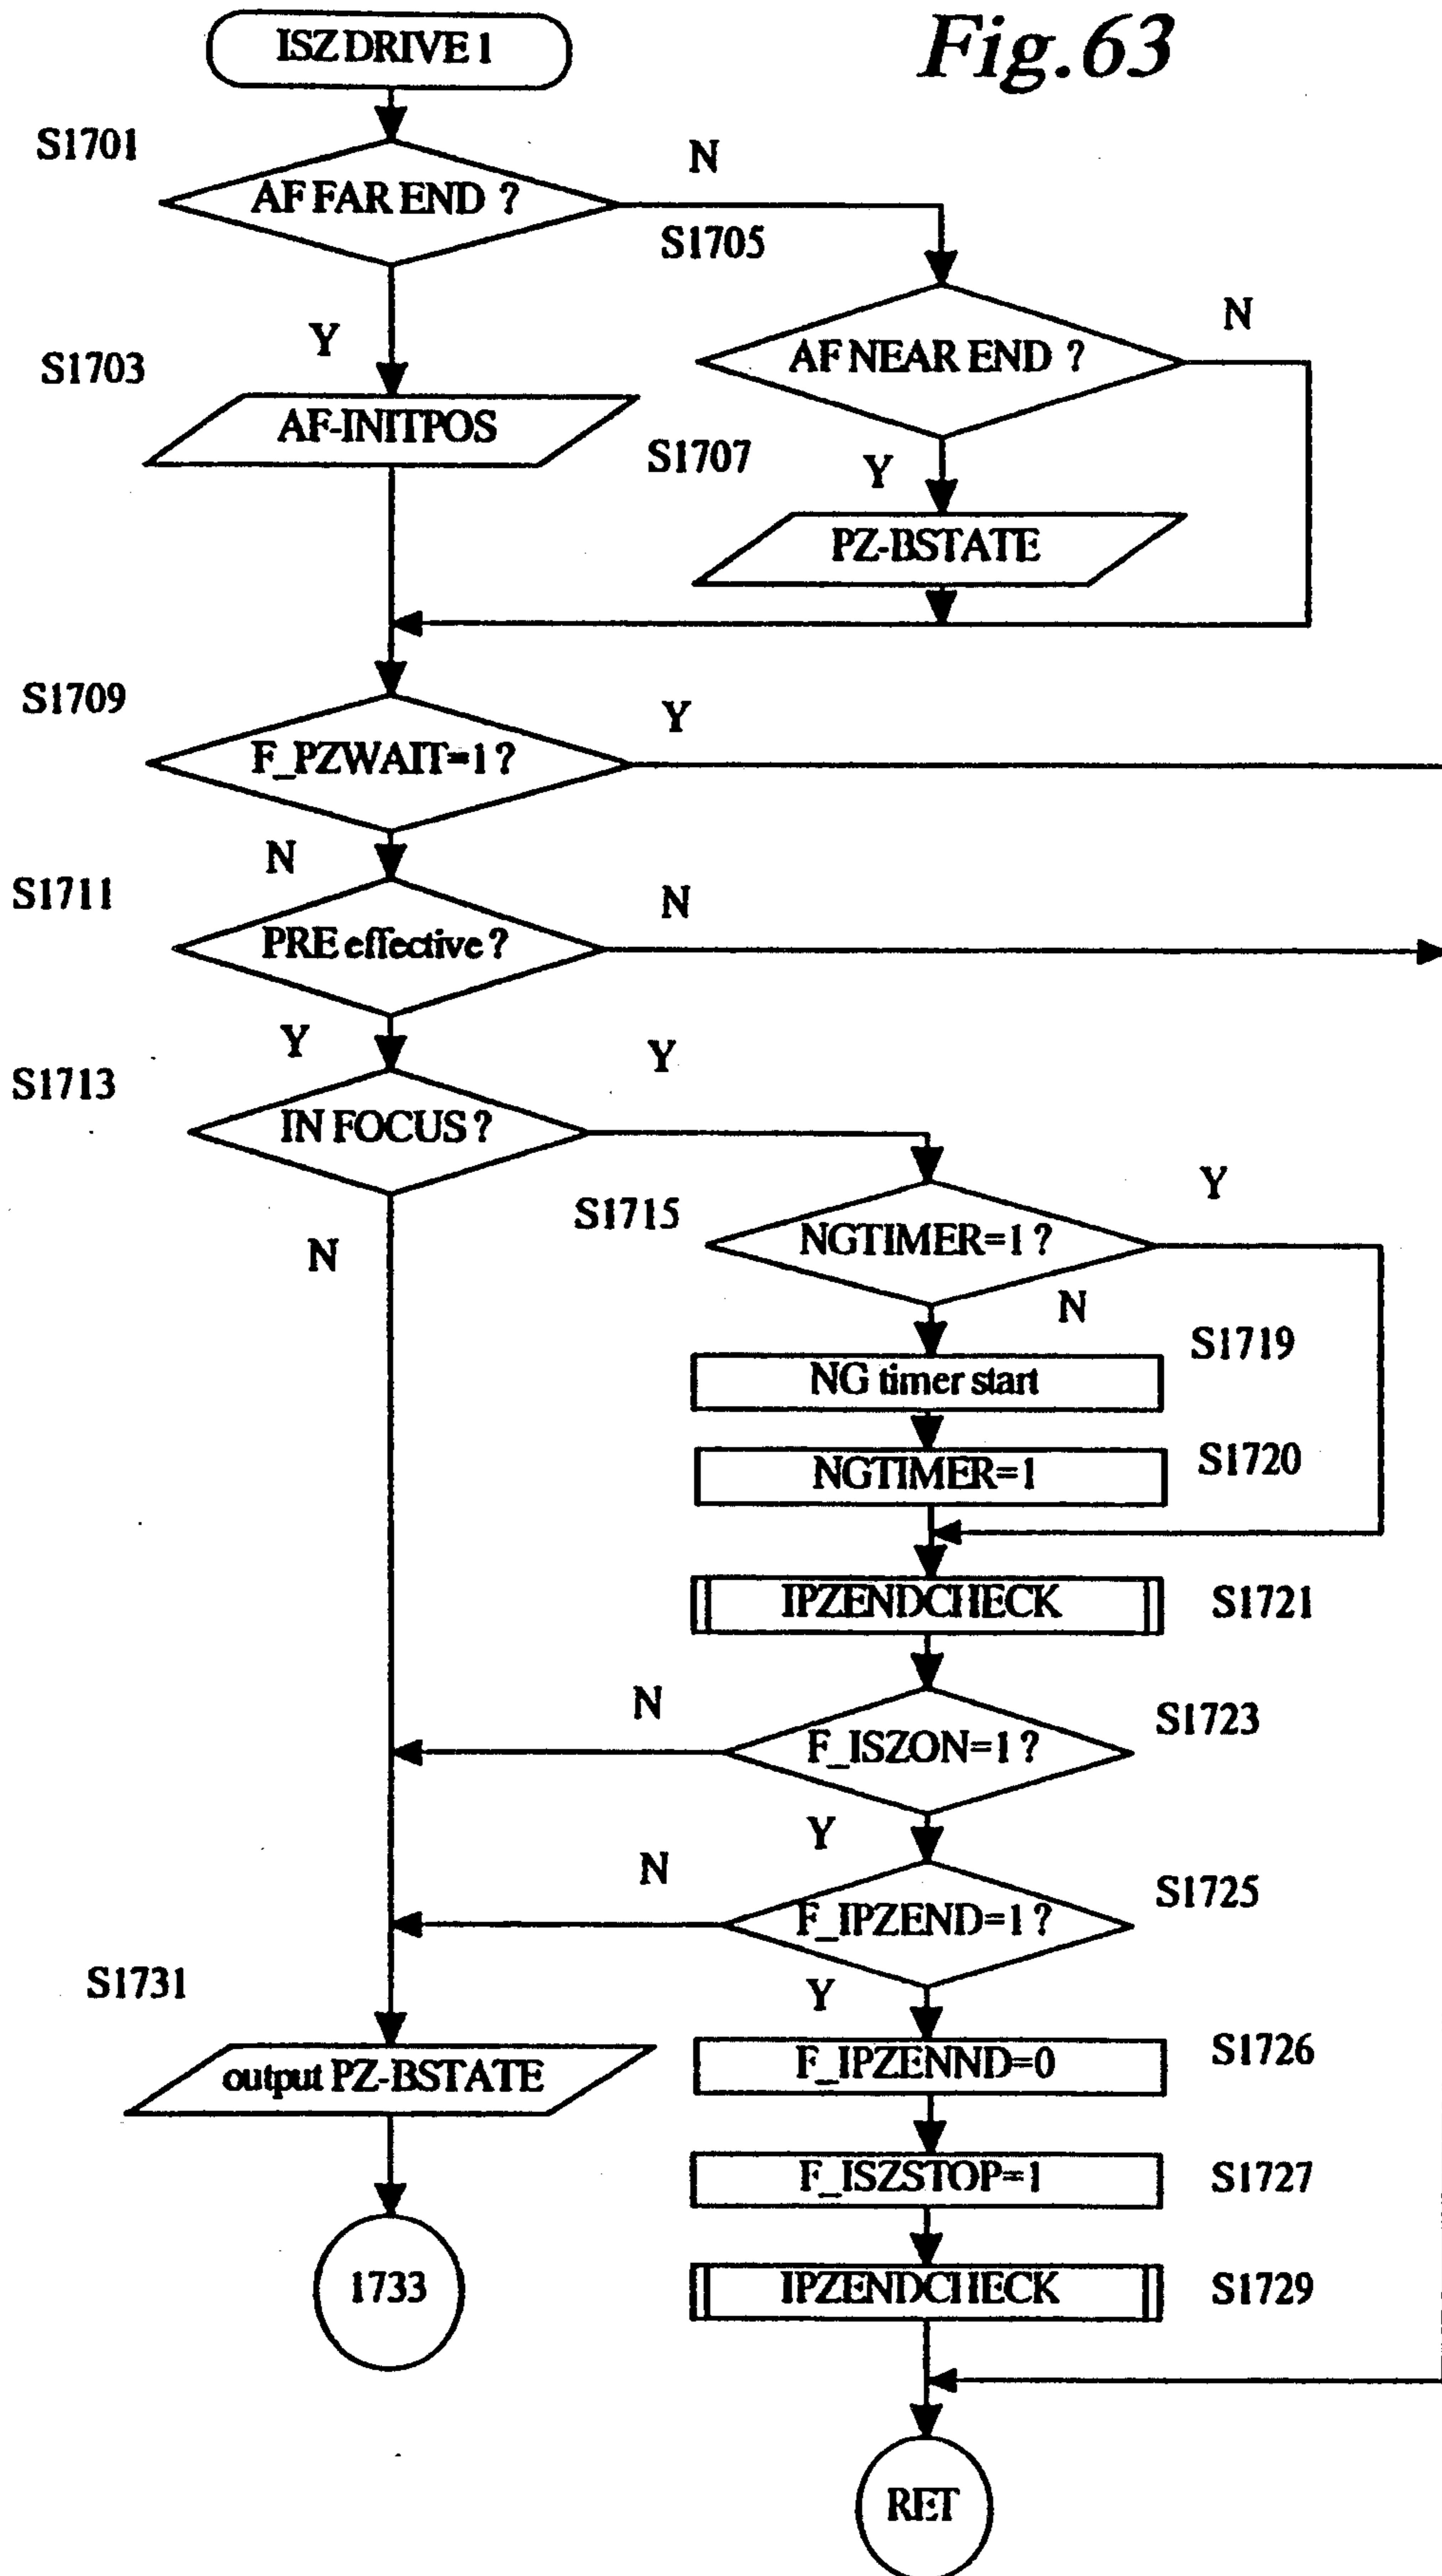 Fig.63
ISZ DRIVE 1
S1701
AF FAR END ?
N
Y
S1703
AF-INITPOS
S1705
AF NEAR END ?
N
Y
S1707
PZ-BSTATE
S1709
F_PZWAIT=1 ?
Y
N
S1711
PRE effective ?
N
Y
S1713
IN FOCUS ?
Y
N
S1715
NGTIMER=1 ?
Y
N
NG timer start
S1719
NGTIMER=1
S1720
IPZENDCHECK
S1721
F_ISZON=1 ?
S1723
N
Y
F_IPZEND=1 ?
S1725
N
Y
F_IPZENND=0
S1726
F_ISZSTOP=1
S1727
IPZENDCHECK
S1729
RET
S1731
output PZ-BSTATE
1733